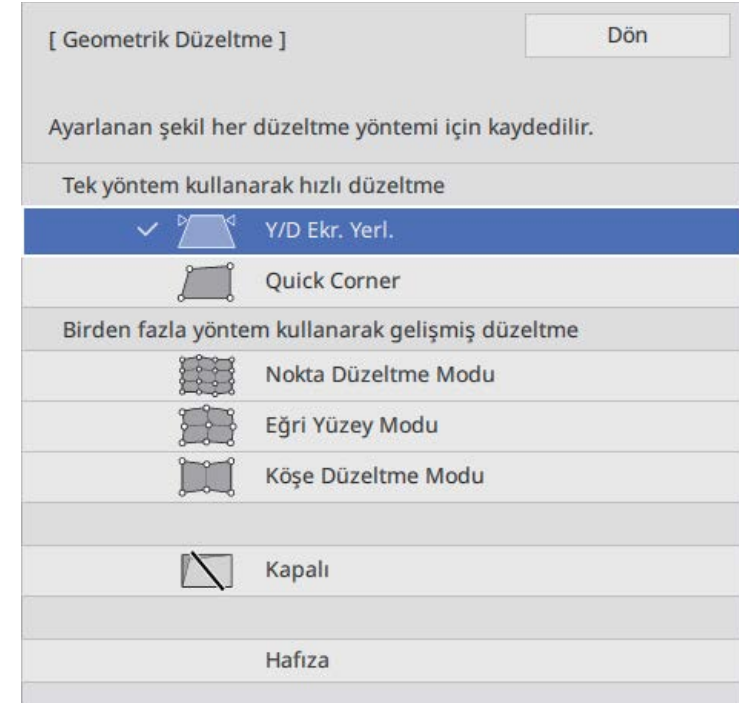 [ Geometrik Düzeltme ]
Dön
Ayarlanan şekil her düzeltme yöntemi için kaydedilir.
Tek yöntem kullanarak hızlı düzeltme
Y/D Ekr. Yerl.
Quick Corner
Birden fazla yöntem kullanarak gelişmiş düzeltme
Nokta Düzeltme Modu
Eğri Yüzey Modu
Köşe Düzeltme Modu
Kapalı
Hafıza